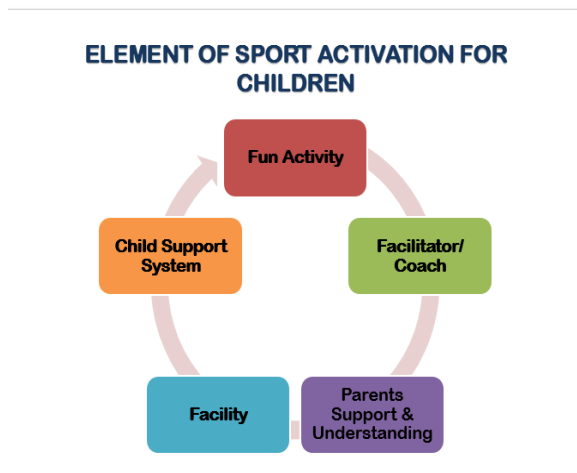 ELEMENT OF SPORT ACTIVATION FOR
CHILDREN
Fun Activity
Facilitator/
Coach
Parents
Support &
Understanding
Facility
Child Support
System